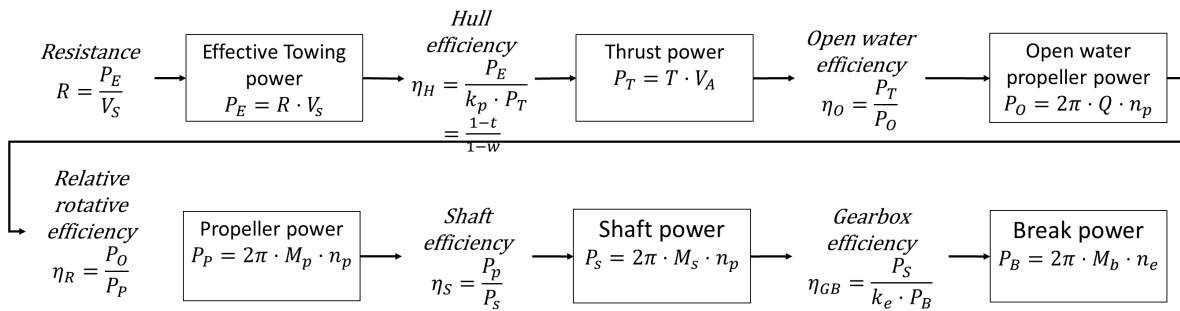 Resistance
R = P_E / V_S
Effective Towing
power
P_E = R · V_s
Hull
efficiency
η_H = P_E / (k_p · P_T)
= (1−t) / (1−w)
Thrust power
P_T = T · V_A
Open water
efficiency
η_O = P_T / P_O
Open water
propeller power
P_O = 2π · Q · n_p
Relative
rotative
efficiency
η_R = P_O / P_P
Propeller power
P_P = 2π · M_p · n_p
Shaft
efficiency
η_S = P_p / P_s
Shaft power
P_s = 2π · M_s · n_p
Gearbox
efficiency
η_GB = P_S / (k_e · P_B)
Break power
P_B = 2π · M_b · n_e